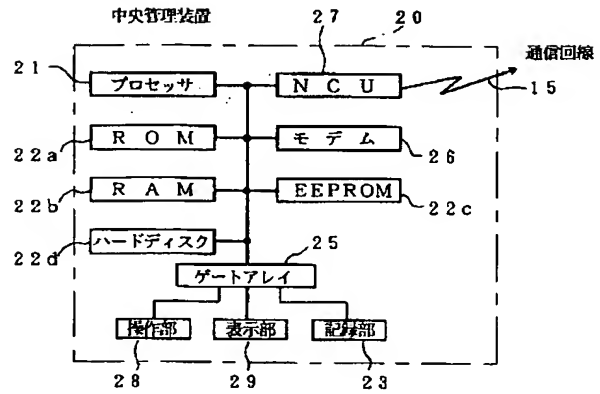 中央管理装置
27
20
通信回線
21
プロセッサ
NCU
15
ROM
モデム
22a
26
RAM
EEPROM
22b
22c
ハードディスク
25
22d
ゲートアレイ
操作部
表示部
記録部
28
29
23